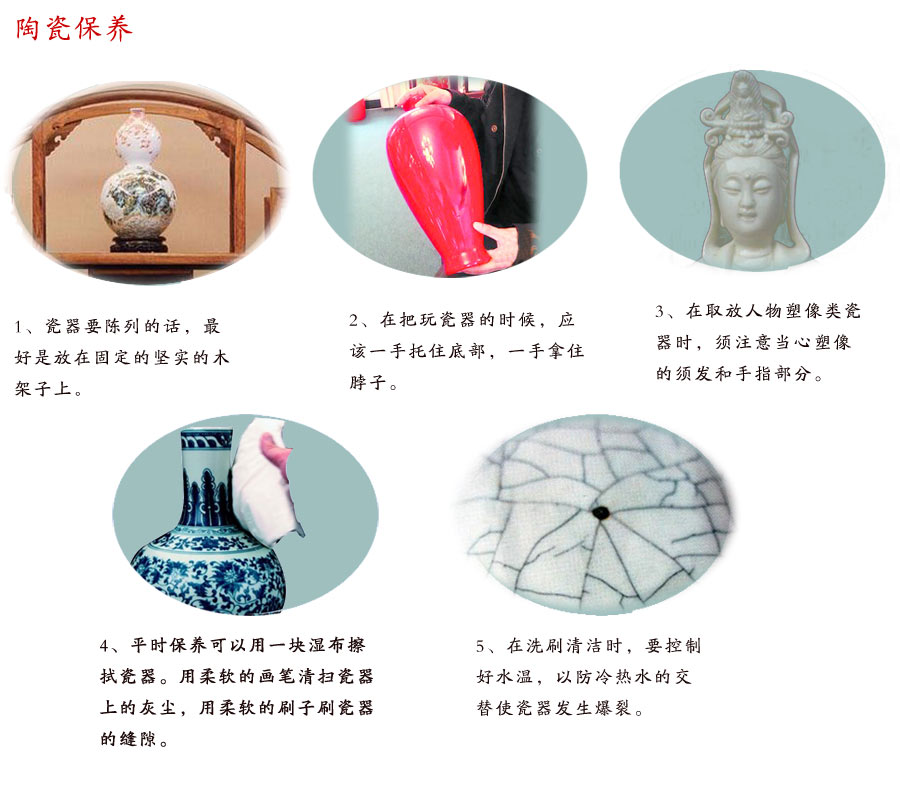 陶瓷保养
1、瓷器要陈列的话，最
好是放在固定的坚实的木
架子上。
2、在把玩瓷器的时候，应
该一手托住底部，一手拿住
脖子。
3、在取放人物塑像类瓷
器时，须注意当心塑像
的须发和手指部分。
4、平时保养可以用一块湿布擦
拭瓷器。用柔软的画笔清扫瓷器
上的灰尘，用柔软的刷子刷瓷器
的缝隙。
5、在洗刷清洁时，要控制
好水温，以防冷热水的交
替使瓷器发生爆裂。